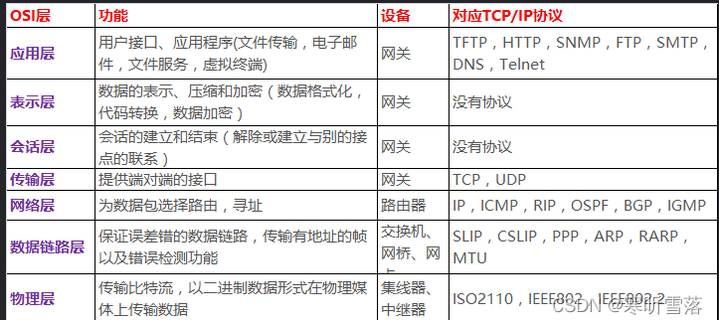 OSI层 功能 设备 对应TCP/IP协议
应用层 用户接口、应用程序(文件传输，电子邮件，文件服务，虚拟终端) 网关 TFTP，HTTP，SNMP，FTP，SMTP，DNS，Telnet
表示层 数据的表示、压缩和加密（数据格式化，代码转换，数据加密） 网关 没有协议
会话层 会话的建立和结束（解除或建立与别的接点的联系） 网关 没有协议
传输层 提供端对端的接口 网关 TCP，UDP
网络层 为数据包选择路由，寻址 路由器 IP，ICMP，RIP，OSPF，BGP，IGMP
数据链路层 保证误差错的数据链路，传输有地址的帧以及错误检测功能 交换机、网桥、网 SLIP，CSLIP，PPP，ARP，RARP，MTU
物理层 传输比特流，以二进制数据形式在物理媒体上传输数据 集线器、中继器 ISO2110，IEEE802，IEEE802.2
CSDN @寒听雪落